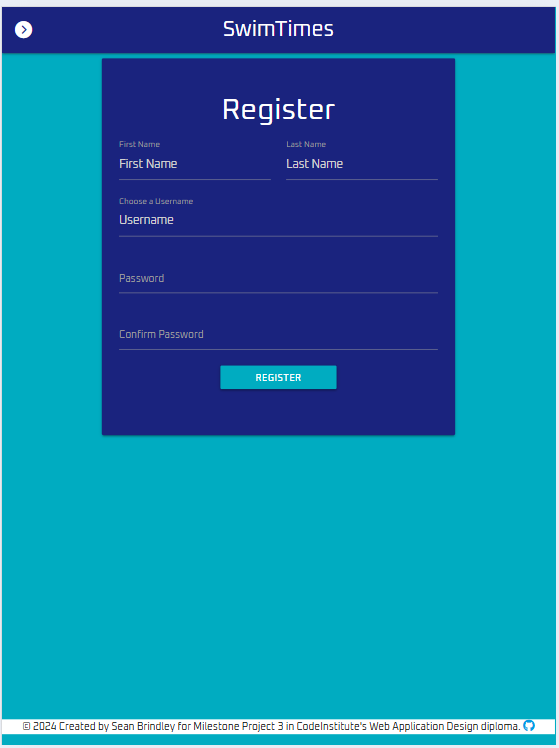 SwimTimes
Register
First Name Last Name
First Name Last Name
Choose a Username
Username
Password
Confirm Password
REGISTER
© 2024 Created by Sean Brindley for Milestone Project 3 in CodeInstitute's Web Application Design diploma.